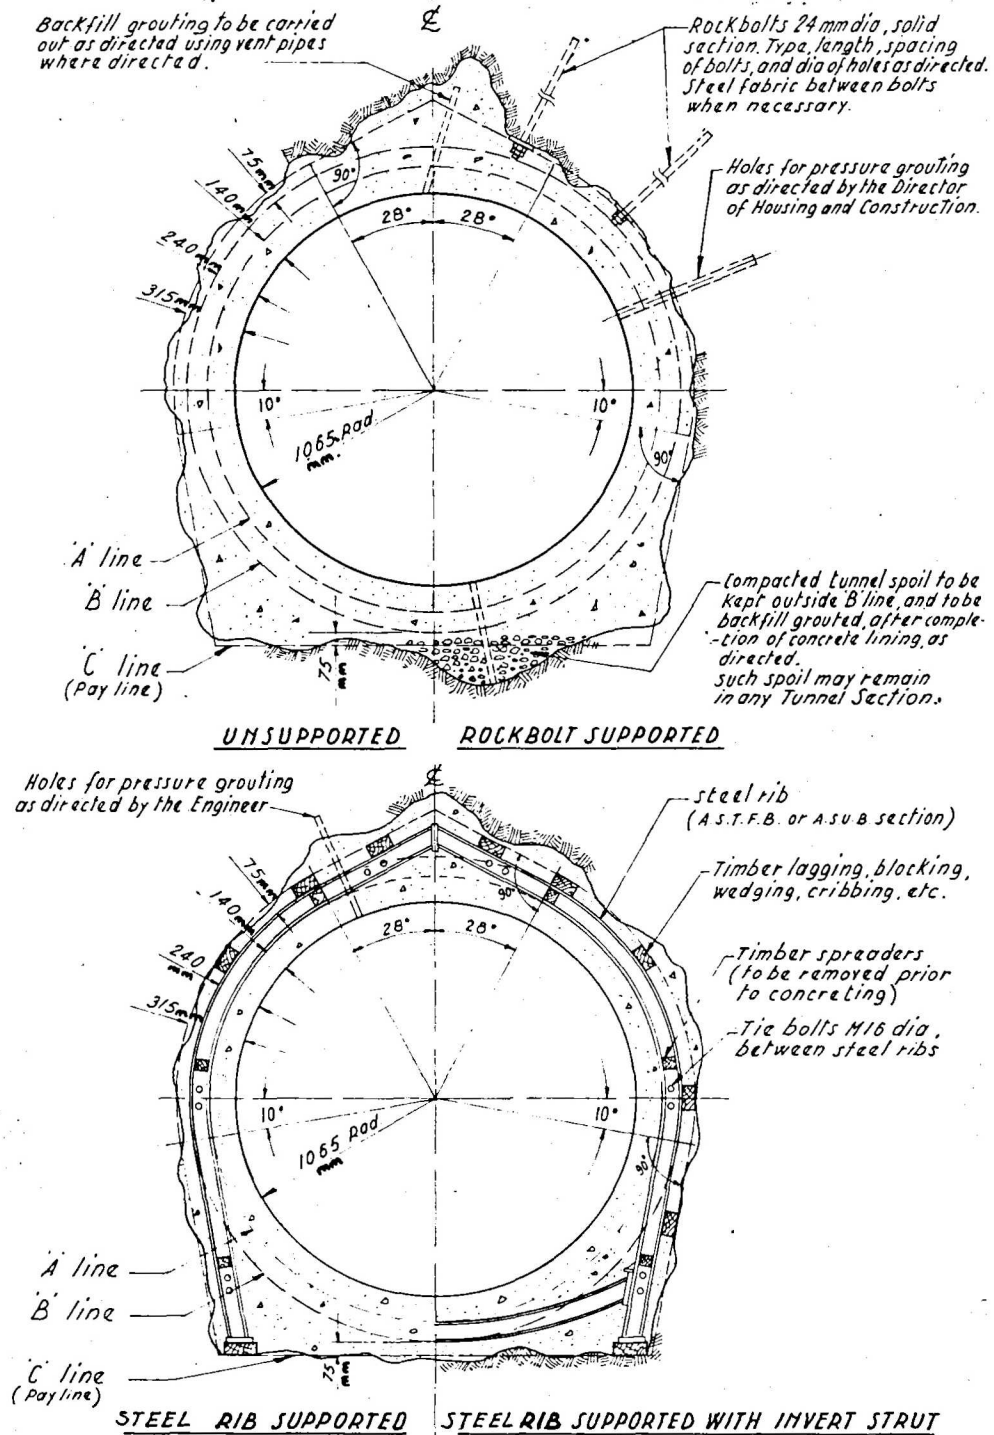 Backfill grouting to be carried
out as directed using vent pipes
where directed.
℄
Rockbolts 24 mm dia, solid
section. Type, length, spacing
of bolts, and dia of holes as directed.
Steel fabric between bolts
when necessary.
75mm
140mm
240 mm
315mm
90°
28°
28°
Holes for pressure grouting
as directed by the Director
of Housing and Construction.
10°
10°
1065 Rad
mm.
90°
'A' line
'B' line
'C' line
(Pay line)
75
mm
Compacted tunnel spoil to be
Kept outside 'B' line, and to be
backfill grouted, after comple-
-tion of concrete lining, as
directed.
such spoil may remain
in any Tunnel Section.
UNSUPPORTED
ROCKBOLT SUPPORTED
℄
Holes for pressure grouting
as directed by the Engineer
steel rib
(A.S.T.F.B. or A.S.U.B. section)
Timber lagging, blocking,
wedging, cribbing, etc.
Timber spreaders
(to be removed prior
to concreting)
Tie bolts M16 dia,
between steel ribs
75mm
140mm
240
mm
315mm
90°
28°
28°
10°
10°
1065 Rad
mm
90°
'A' line
'B' line
'C' line
(Pay line)
75
mm
STEEL RIB SUPPORTED
STEEL RIB SUPPORTED WITH INVERT STRUT